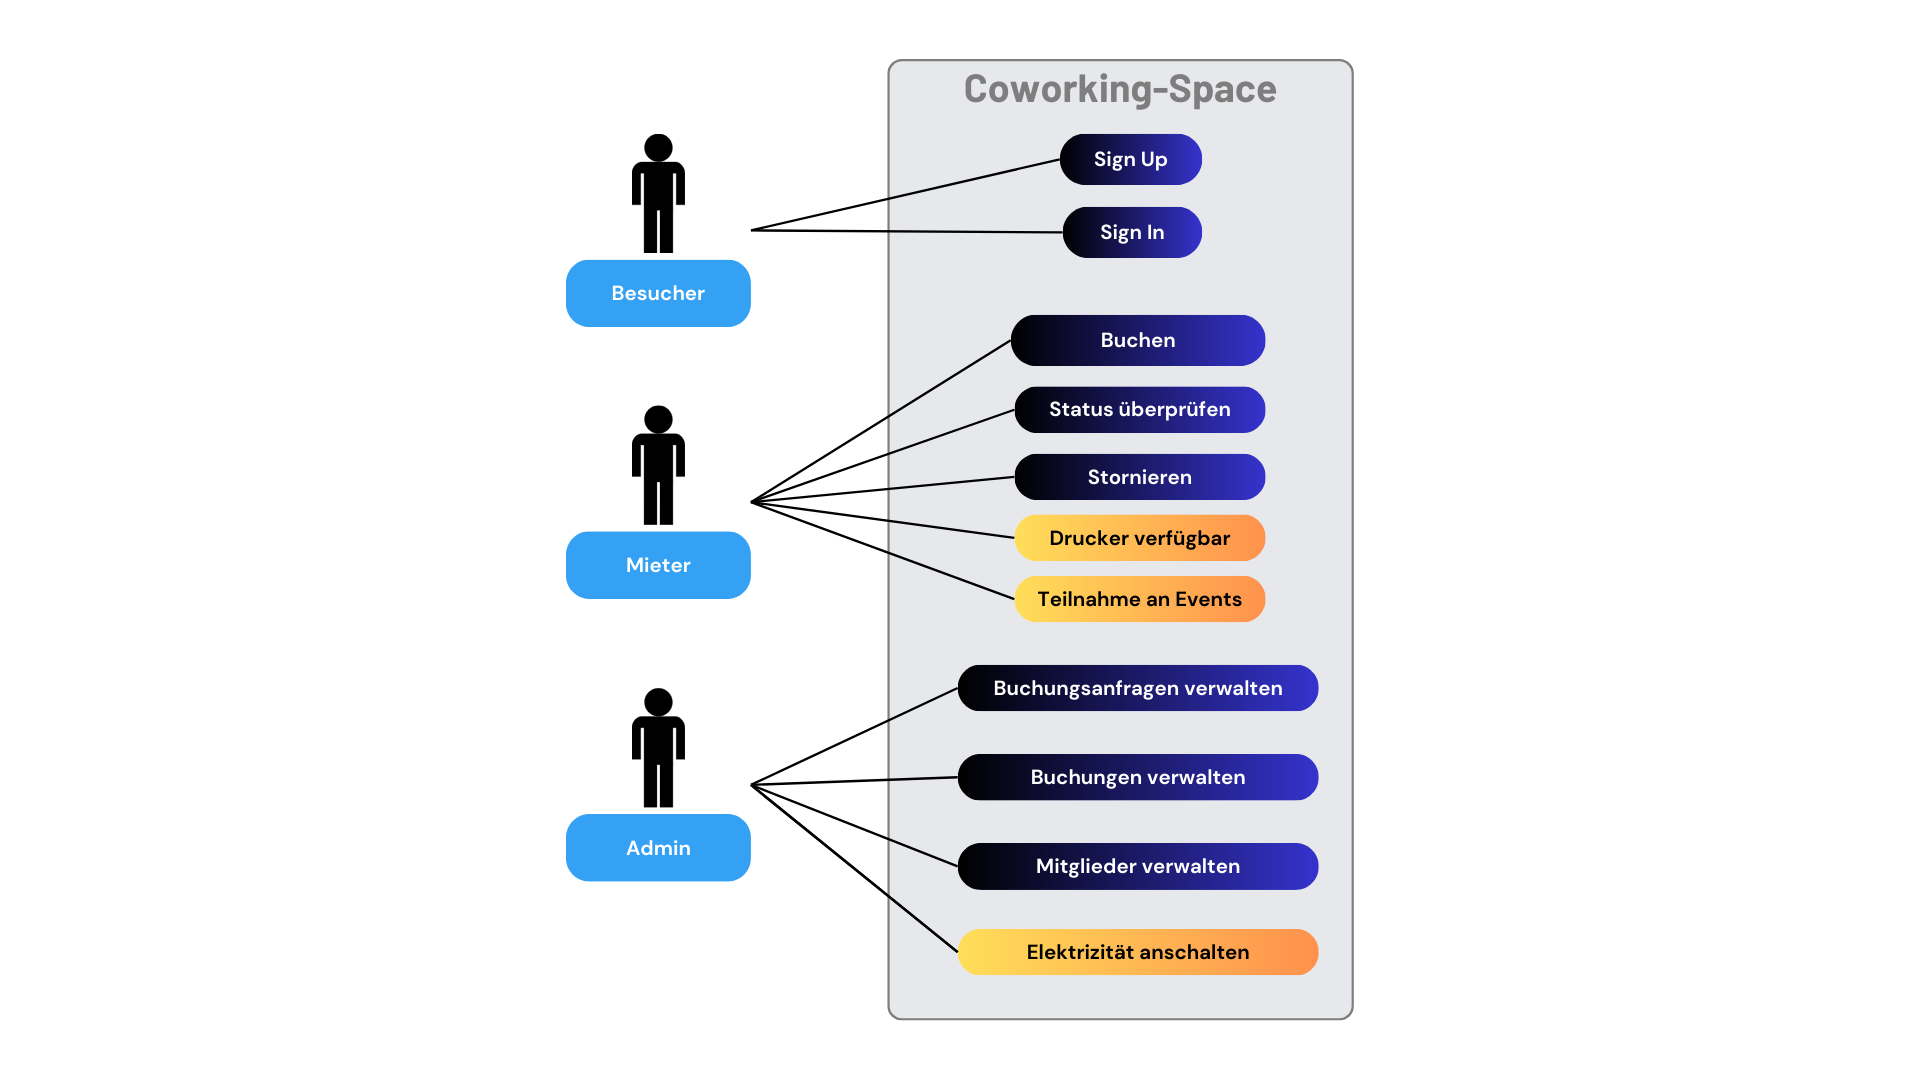 Coworking-Space
Sign Up
Sign In
Besucher
Buchen
Status überprüfen
Stornieren
Drucker verfügbar
Teilnahme an Events
Mieter
Buchungsanfragen verwalten
Buchungen verwalten
Mitglieder verwalten
Elektrizität anschalten
Admin